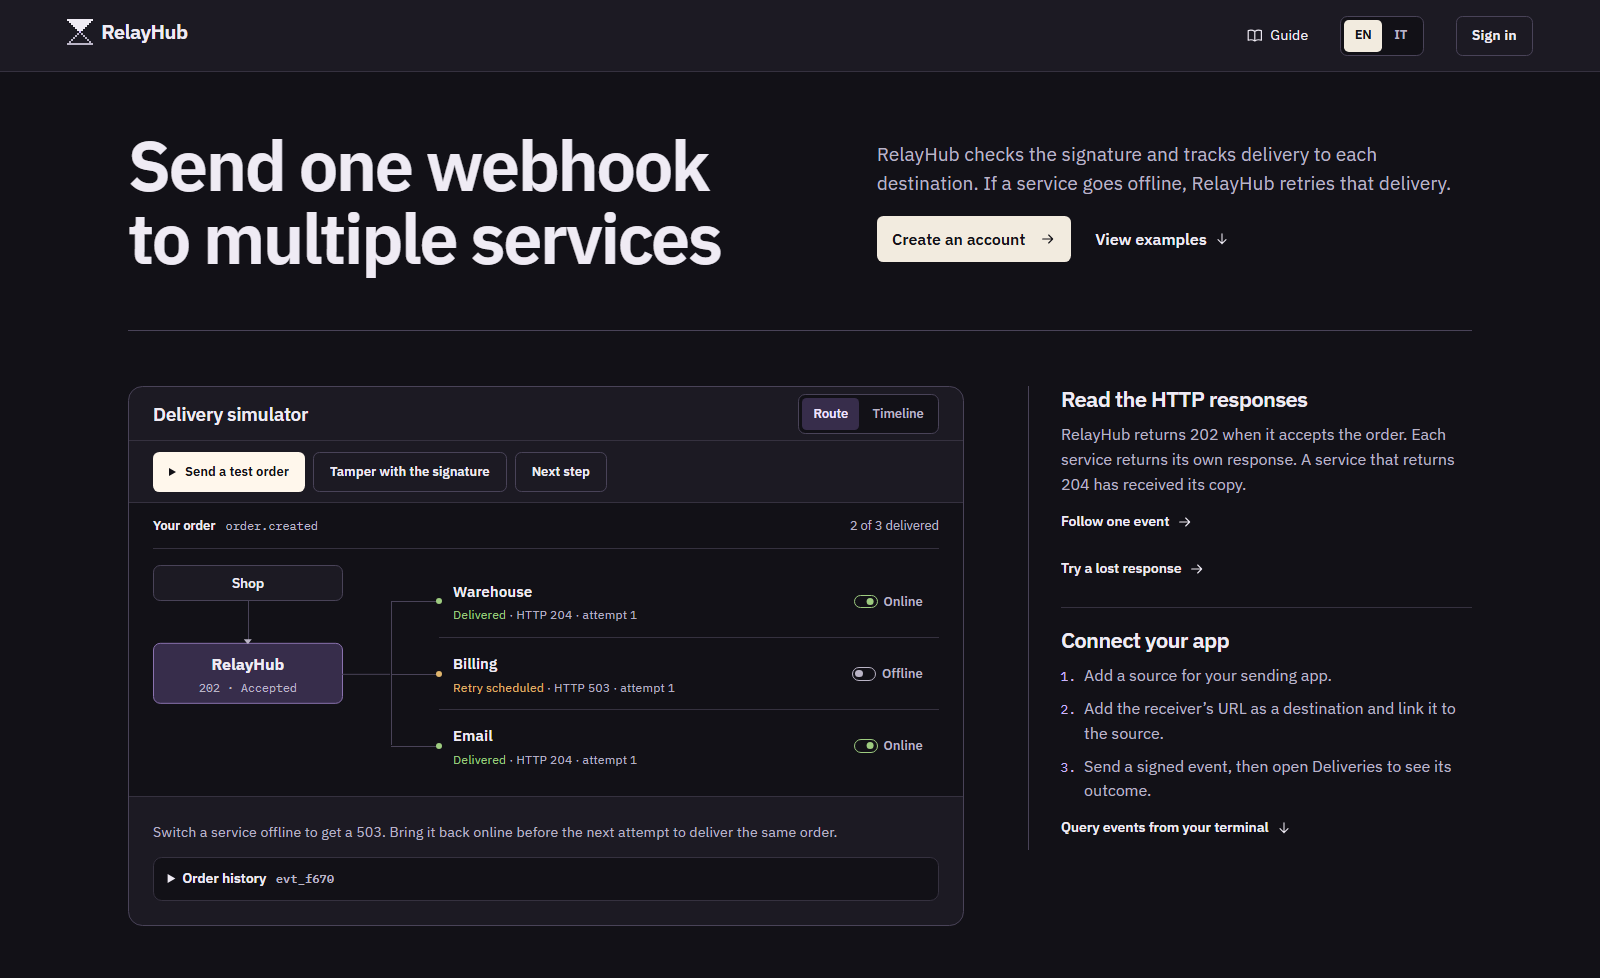 RelayHub
Guide
EN
IT
Sign in
Send one webhook
to multiple services
RelayHub checks the signature and tracks delivery to each
destination. If a service goes offline, RelayHub retries that delivery.
Create an account →
View examples ↓
Delivery simulator
Route
Timeline
Send a test order
Tamper with the signature
Next step
Your order order.created
2 of 3 delivered
Shop
RelayHub
202 · Accepted
Warehouse
Delivered · HTTP 204 · attempt 1
Online
Billing
Retry scheduled · HTTP 503 · attempt 1
Offline
Email
Delivered · HTTP 204 · attempt 1
Online
Switch a service offline to get a 503. Bring it back online before the next attempt to deliver the same order.
Order history evt_f670
Read the HTTP responses
RelayHub returns 202 when it accepts the order. Each
service returns its own response. A service that returns
204 has received its copy.
Follow one event →
Try a lost response →
Connect your app
1. Add a source for your sending app.
2. Add the receiver’s URL as a destination and link it to
the source.
3. Send a signed event, then open Deliveries to see its
outcome.
Query events from your terminal ↓